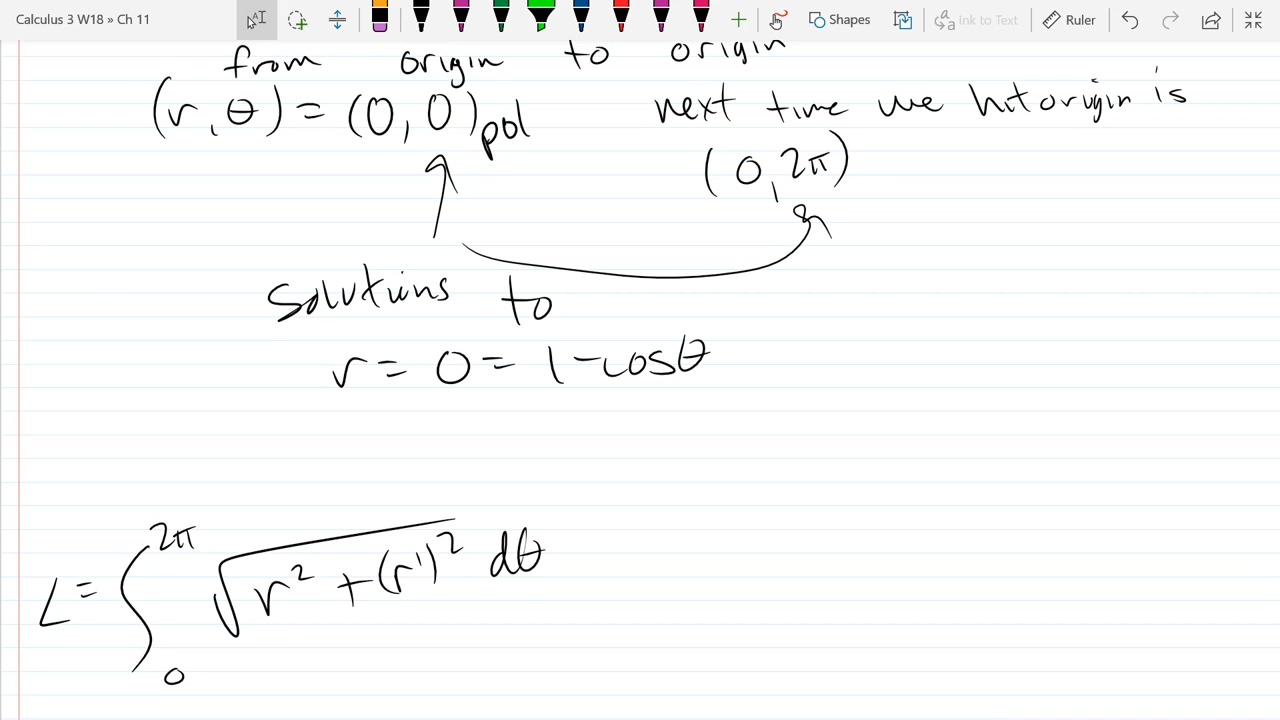 Calculus 3 W18 » Ch 11
Shapes
Ink to Text
Ruler
from origin to origin
(r, θ) = (0, 0)pol
next time we hit origin is
(0, 2π)
Solutions to
r = 0 = 1 - cosθ
L = ∫₀^2π √(r² + (r')²) dθ